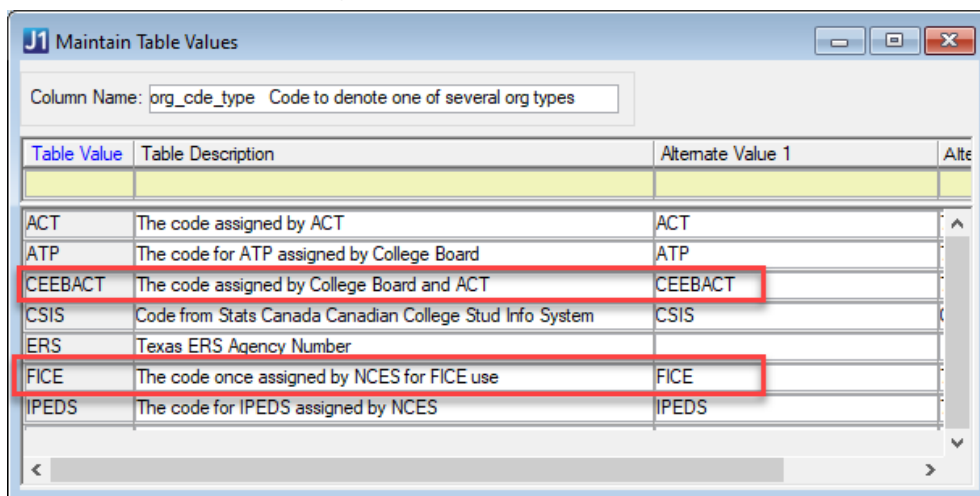 J1 Maintain Table Values
Column Name: org_cde_type Code to denote one of several org types
Table Value Table Description Alternate Value 1 Alte
ACT The code assigned by ACT ACT
ATP The code for ATP assigned by College Board ATP
CEEBACT The code assigned by College Board and ACT CEEBACT
CSIS Code from Stats Canada Canadian College Stud Info System CSIS
ERS Texas ERS Agency Number
FICE The code once assigned by NCES for FICE use FICE
IPEDS The code for IPEDS assigned by NCES IPEDS